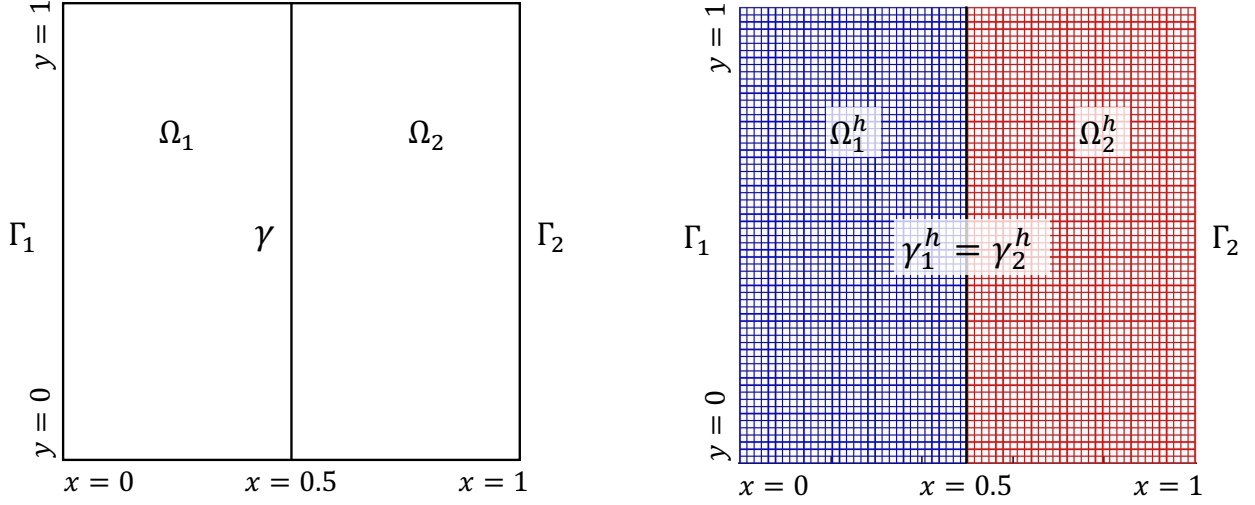 y = 1
Ω₁
Ω₂
Γ₁
γ
Γ₂
y = 0
x = 0
x = 0.5
x = 1
y = 1
Ω₁ʰ
Ω₂ʰ
Γ₁
γ₁ʰ = γ₂ʰ
Γ₂
y = 0
x = 0
x = 0.5
x = 1